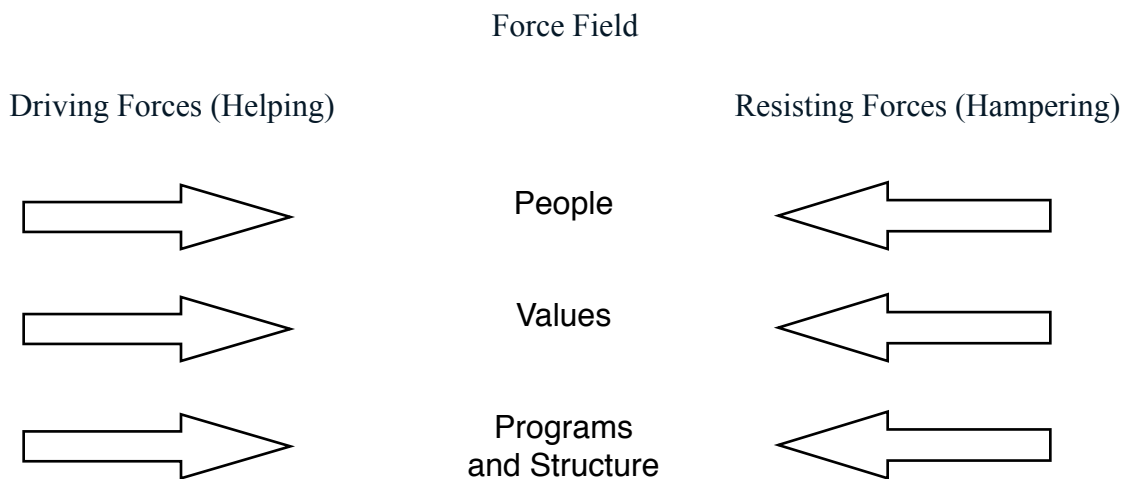 Force Field
Driving Forces (Helping)
Resisting Forces (Hampering)
People
Values
Programs
and Structure